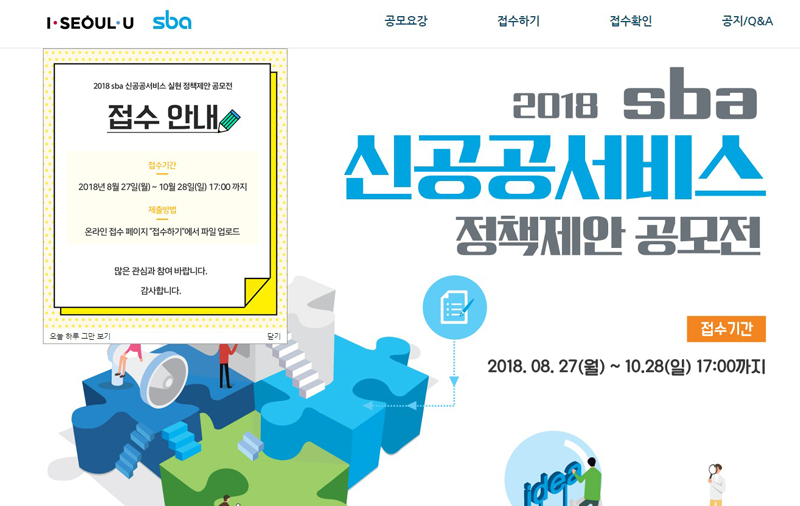 I·SEOUL·U
sba
공모요강
접수하기
접수확인
공지/Q&A
2018 sba 신공공서비스 실현 정책제안 공모전
접수 안내
접수기간
2018년 8월 27일(월) ~ 10월 28일(일) 17:00 까지
제출방법
온라인 접수 페이지 "접수하기"에서 파일 업로드
많은 관심과 참여 바랍니다.
감사합니다.
오늘 하루 그만 보기
닫기
2018 sba
신공공서비스
정책제안 공모전
접수기간
2018. 08. 27(월) ~ 10.28(일) 17:00까지
idea